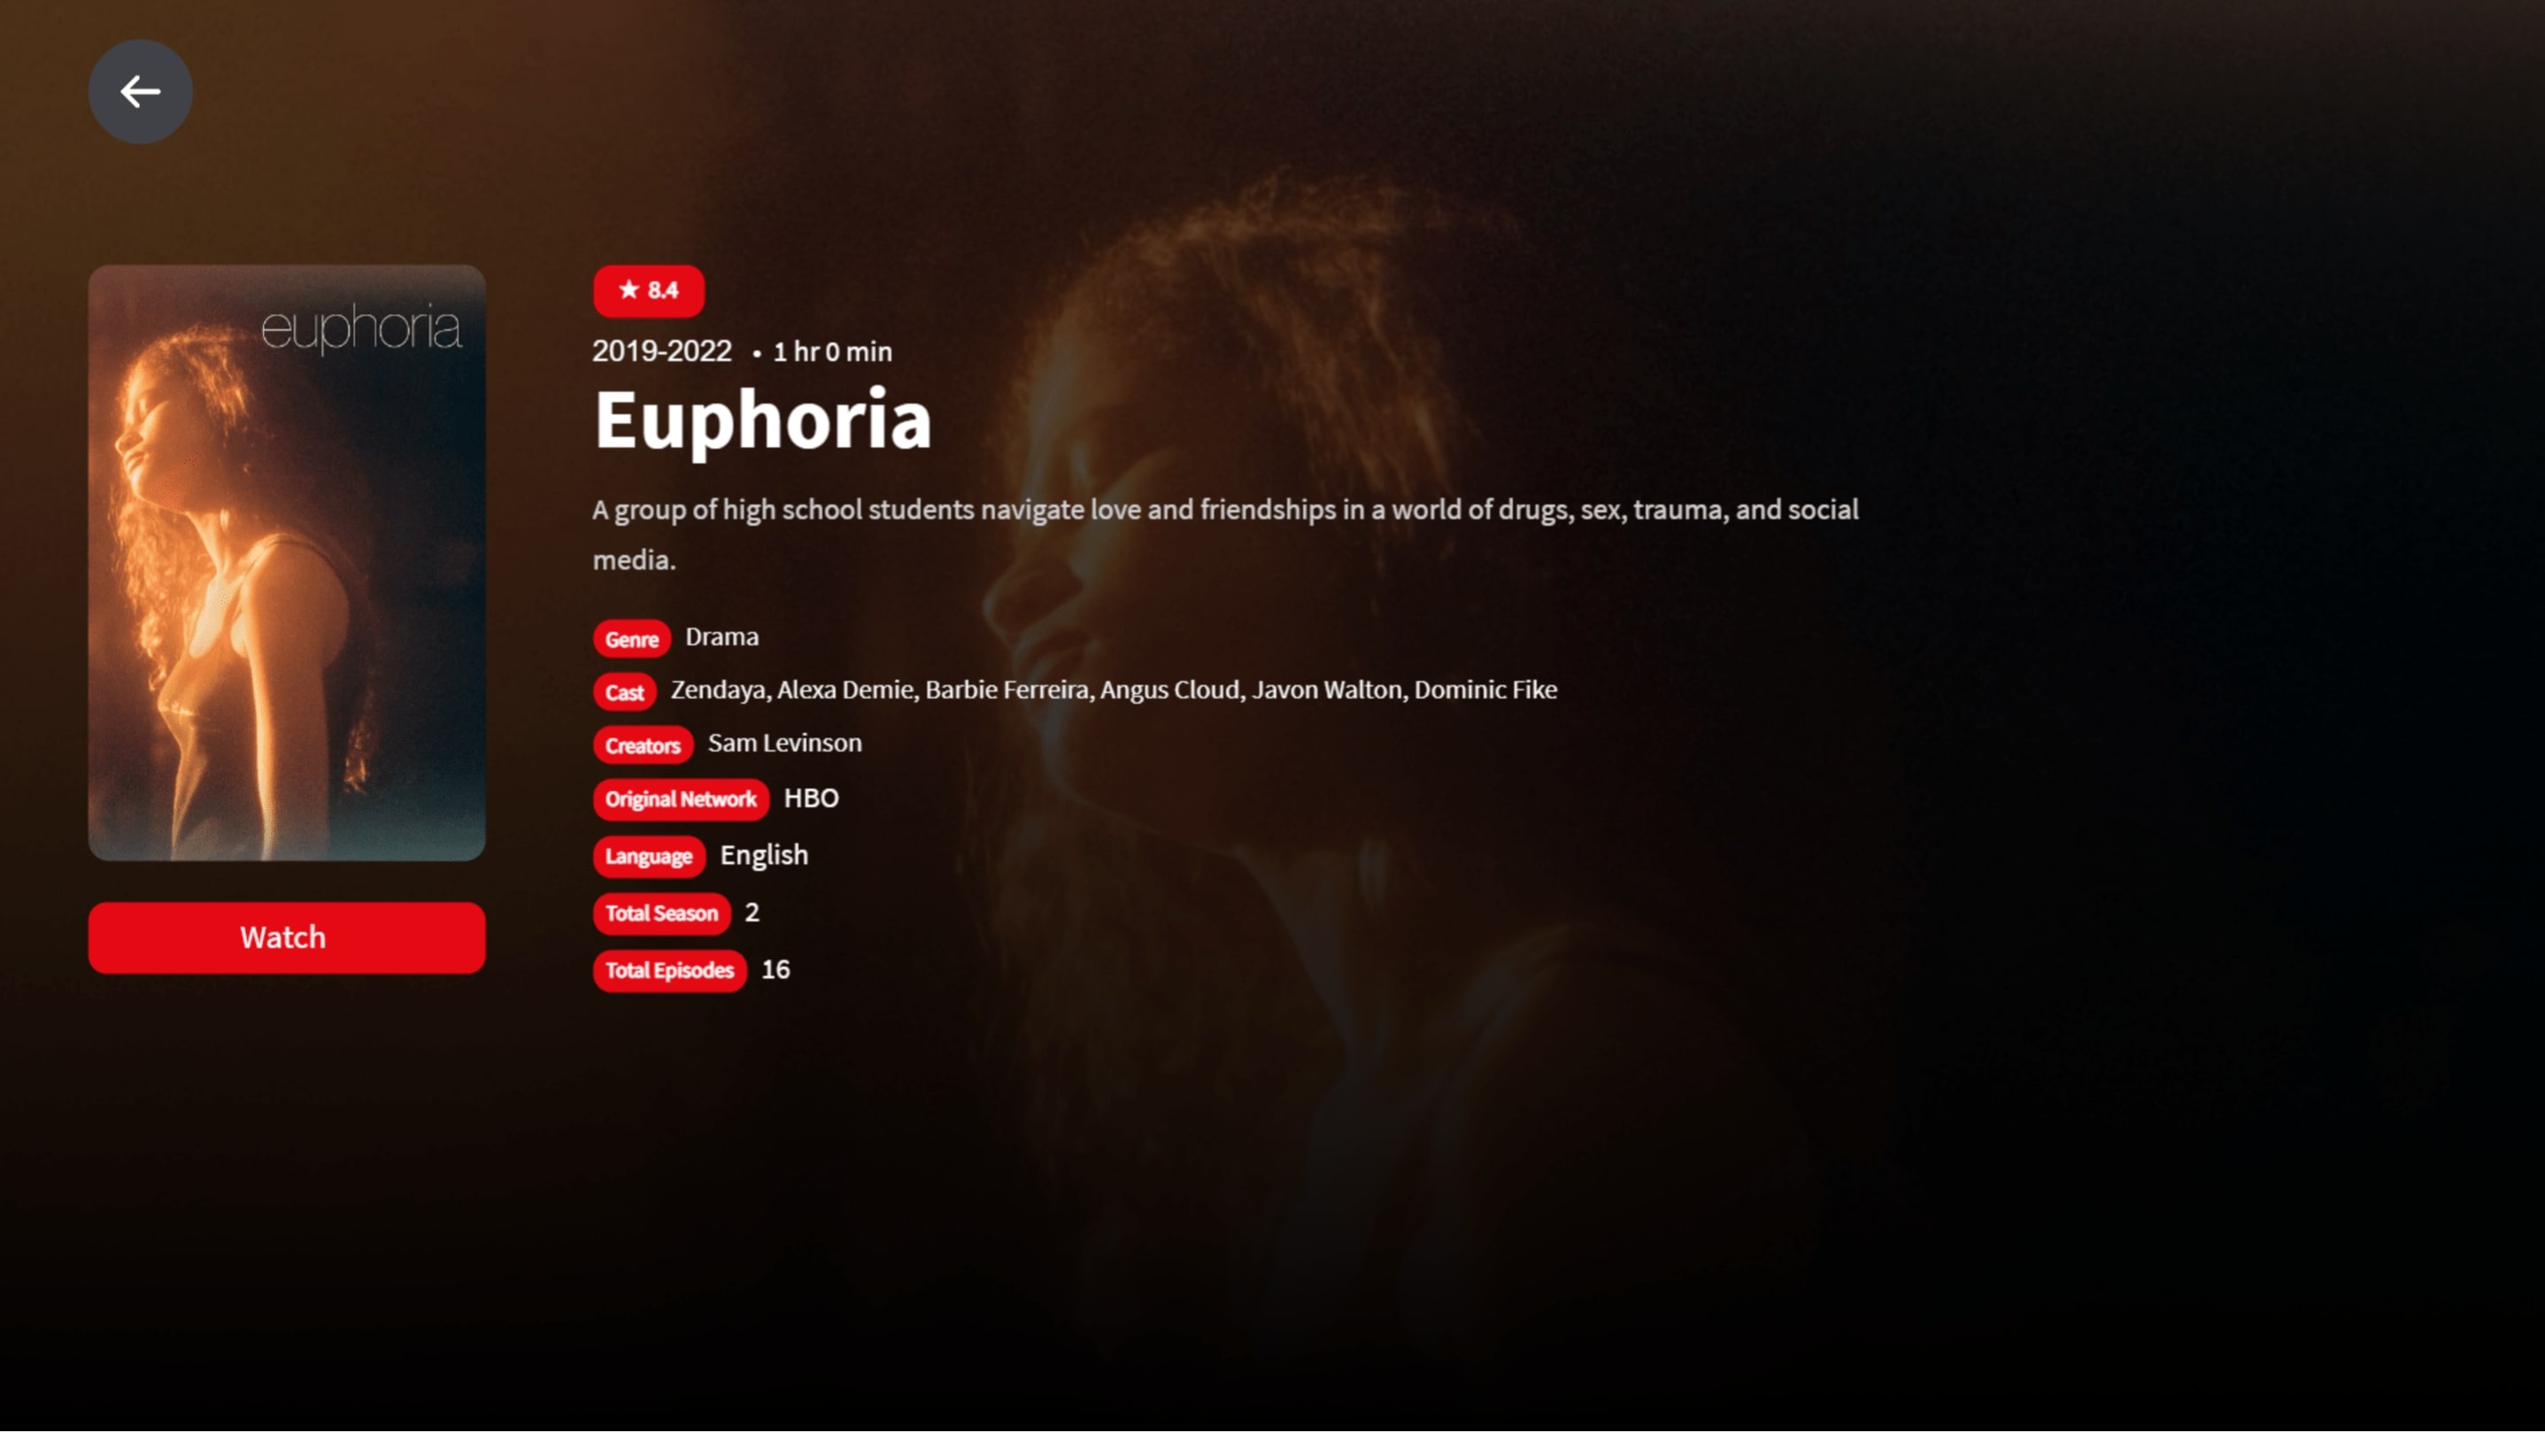 euphoria
Watch
★ 8.4
2019-2022 • 1 hr 0 min
Euphoria
A group of high school students navigate love and friendships in a world of drugs, sex, trauma, and social
media.
Genre Drama
Cast Zendaya, Alexa Demie, Barbie Ferreira, Angus Cloud, Javon Walton, Dominic Fike
Creators Sam Levinson
Original Network HBO
Language English
Total Season 2
Total Episodes 16